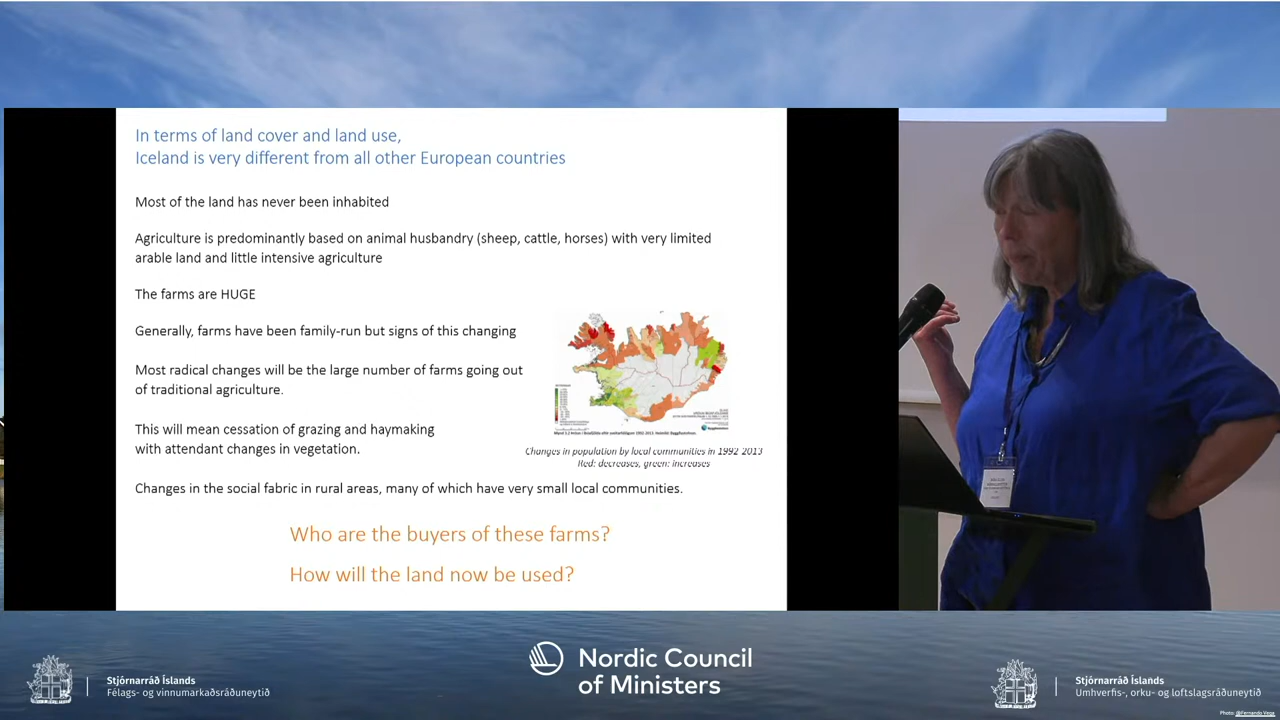 In terms of land cover and land use,
Iceland is very different from all other European countries
Most of the land has never been inhabited
Agriculture is predominantly based on animal husbandry (sheep, cattle, horses) with very limited
arable land and little intensive agriculture
The farms are HUGE
Generally, farms have been family-run but signs of this changing
Most radical changes will be the large number of farms going out
of traditional agriculture.
This will mean cessation of grazing and haymaking
with attendant changes in vegetation.
Changes in population by local communities in 1992-2013
Red: decreases, green: increases
Changes in the social fabric in rural areas, many of which have very small local communities.
Who are the buyers of these farms?
How will the land now be used?
Nordic Council
of Ministers
Stjórnarráð Íslands
Félags- og vinnumarkaðsráðuneytið
Stjórnarráð Íslands
Umhverfis-, orku- og loftslagsráðuneytið
Photo: @Fernando Vega